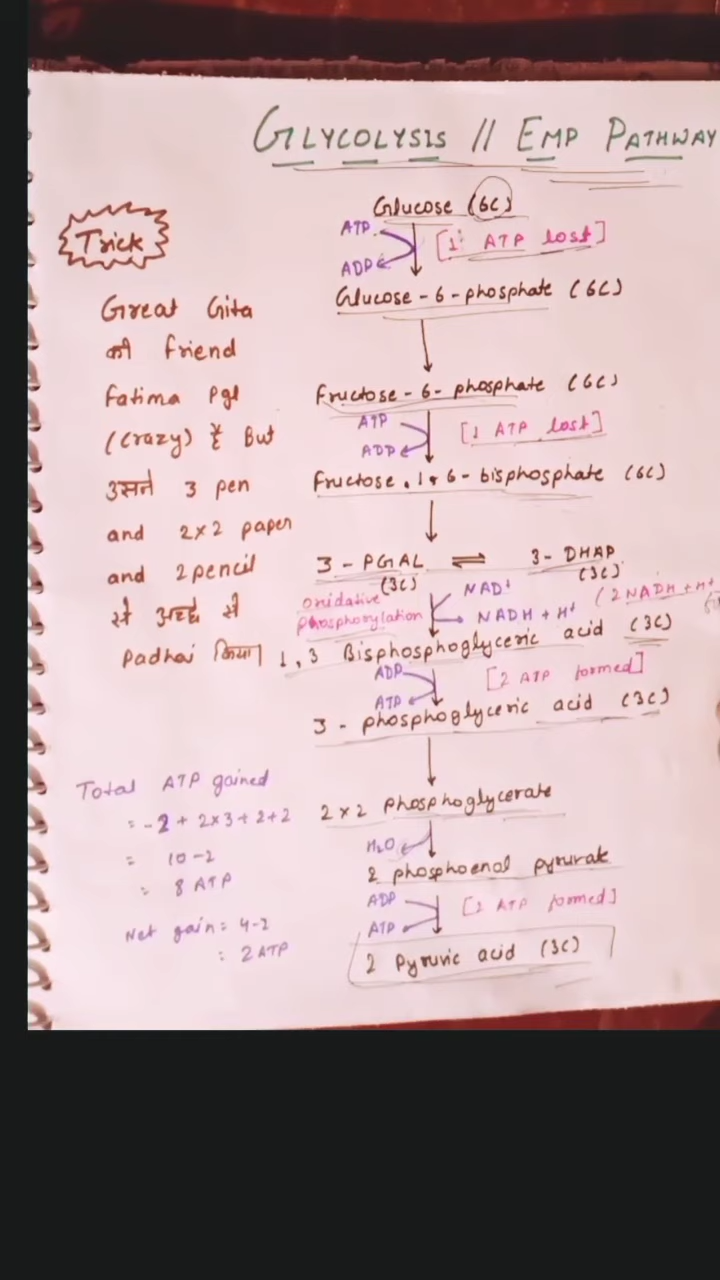 GLYCOLYSIS // EMP PATHWAY
Trick
Great Gita
की friend
Fatima Pgl
(Crazy) है But
उसने 3 pen
and 2x2 paper
and 2 pencil
से अच्छे से
Padhai किया।
Glucose (6C)
ATP
ADP
[1 ATP lost]
Glucose - 6 - phosphate (6C)
Fructose - 6 - phosphate (6C)
ATP
ADP
[1 ATP lost]
Fructose, 1 & 6 - bisphosphate (6C)
3 - PGAL ⇌ 3 - DHAP
(3C) (3C)
oxidative
phosphorylation
NAD+
NADH + H+
(2 NADH + H+
1, 3 Bisphosphoglyceric acid (3C)
ADP
ATP
[2 ATP formed]
3 - phosphoglyceric acid (3C)
2 x 2 phosphoglycerate
H2O
2 phosphoenol pyruvate
ADP
ATP
[2 ATP formed]
2 Pyruvic acid (3C)
Total ATP gained
= -2 + 2x3 + 2 + 2
= 10 - 2
= 8 ATP
Net gain = 4-2
: 2 ATP